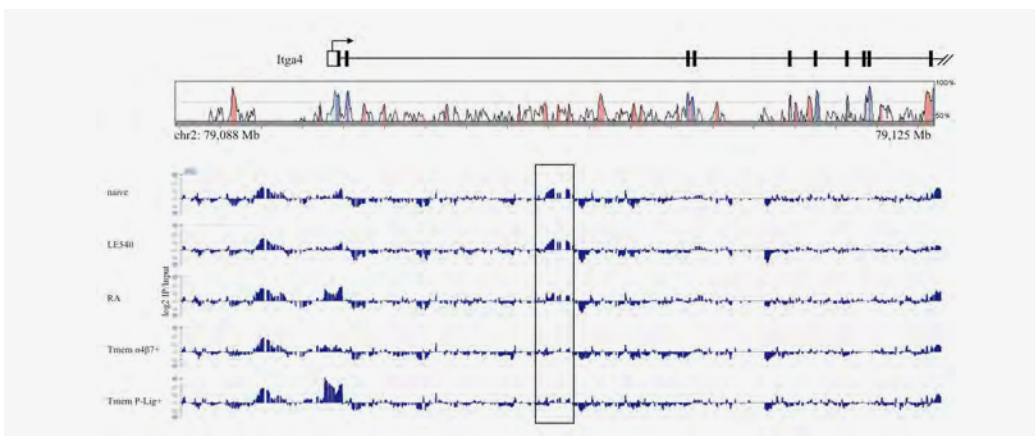 Itga4
100%
50%
chr2: 79,088 Mb
79,125 Mb
naive
LE540
RA
log2 IP/Input
Tmem α4β7+
Tmem P-Lig+